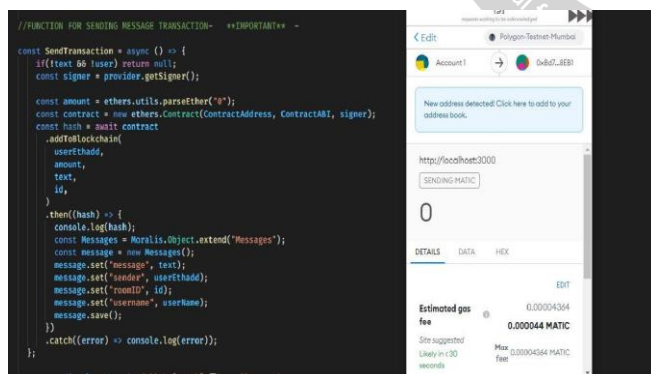 //FUNCTION FOR SENDING MESSAGE TRANSACTION- **IMPORTANT** -
const SendTransaction = async () => {
if(!text && !user) return null;
const signer = provider.getSigner();
const amount = ethers.utils.parseEther("0");
const contract = new ethers.Contract(ContractAddress, ContractABI, signer);
const hash = await contract
.addToBlockchain(
userEthadd,
amount,
text,
id,
)
.then((hash) => {
console.log(hash);
const Messages = Moralis.Object.extend("Messages");
const message = new Messages();
message.set("message", text);
message.set("sender", userEthadd);
message.set("roomID", id);
message.set("username", userName);
message.save();
})
.catch((error) => console.log(error));
};
requests waiting to be acknowledged
< Edit
Polygon-Testnet-Mumbai
Account 1
0xBd7...8EB1
New address detected! Click here to add to your
address book.
http://localhost:3000
SENDING MATIC
0
DETAILS DATA HEX
EDIT
Estimated gas
fee
0.00004364
0.000044 MATIC
Site suggested
Likely in < 30
seconds
Max
fee:
0.00004364 MATIC